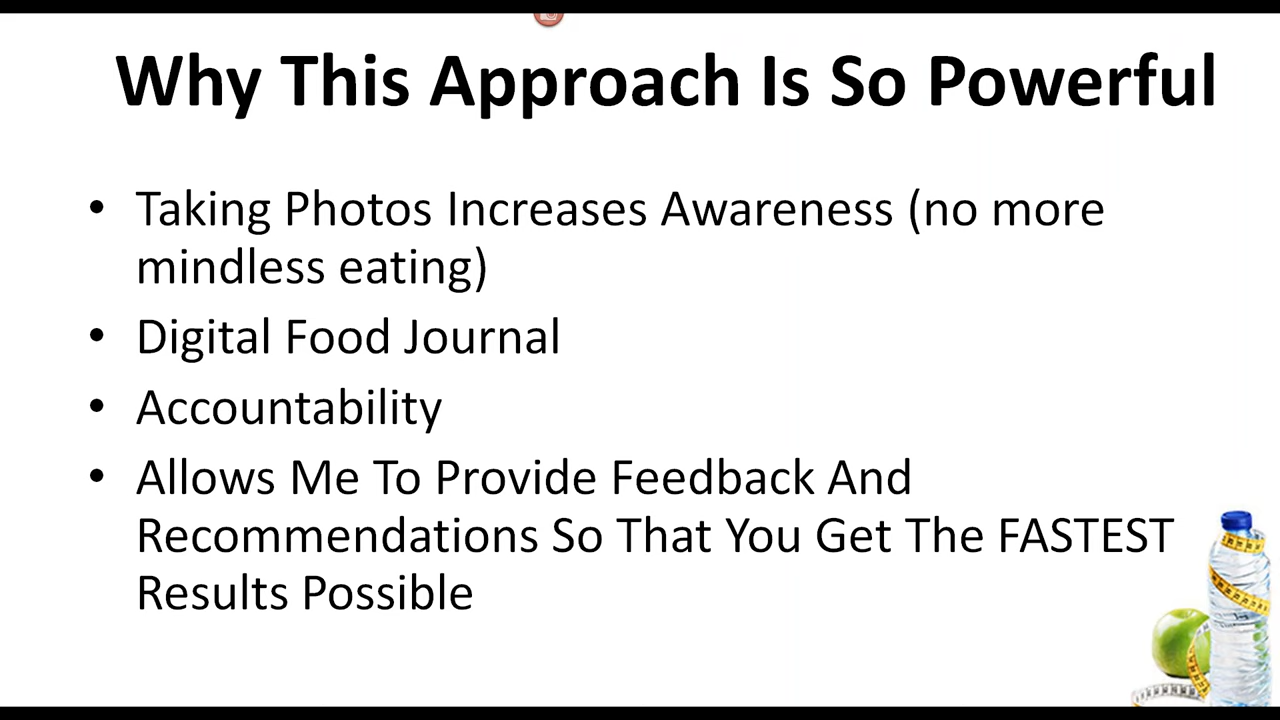 Why This Approach Is So Powerful
• Taking Photos Increases Awareness (no more
mindless eating)
• Digital Food Journal
• Accountability
• Allows Me To Provide Feedback And
Recommendations So That You Get The FASTEST
Results Possible